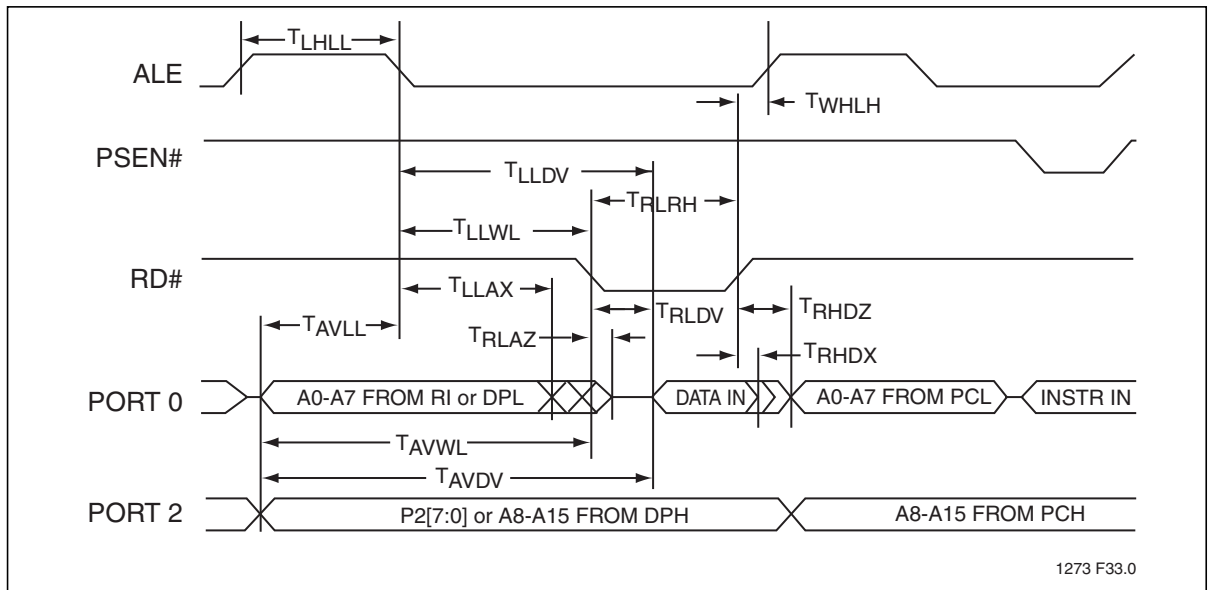 TLHLL
ALE
TWHLH
PSEN#
TLLDV
TRLRH
TLLWL
RD#
TLLAX
TAVLL
TRLDV
TRHDZ
TRLAZ
TRHDX
PORT 0
A0-A7 FROM RI or DPL
DATA IN
A0-A7 FROM PCL
INSTR IN
TAVWL
TAVDV
PORT 2
P2[7:0] or A8-A15 FROM DPH
A8-A15 FROM PCH
1273 F33.0